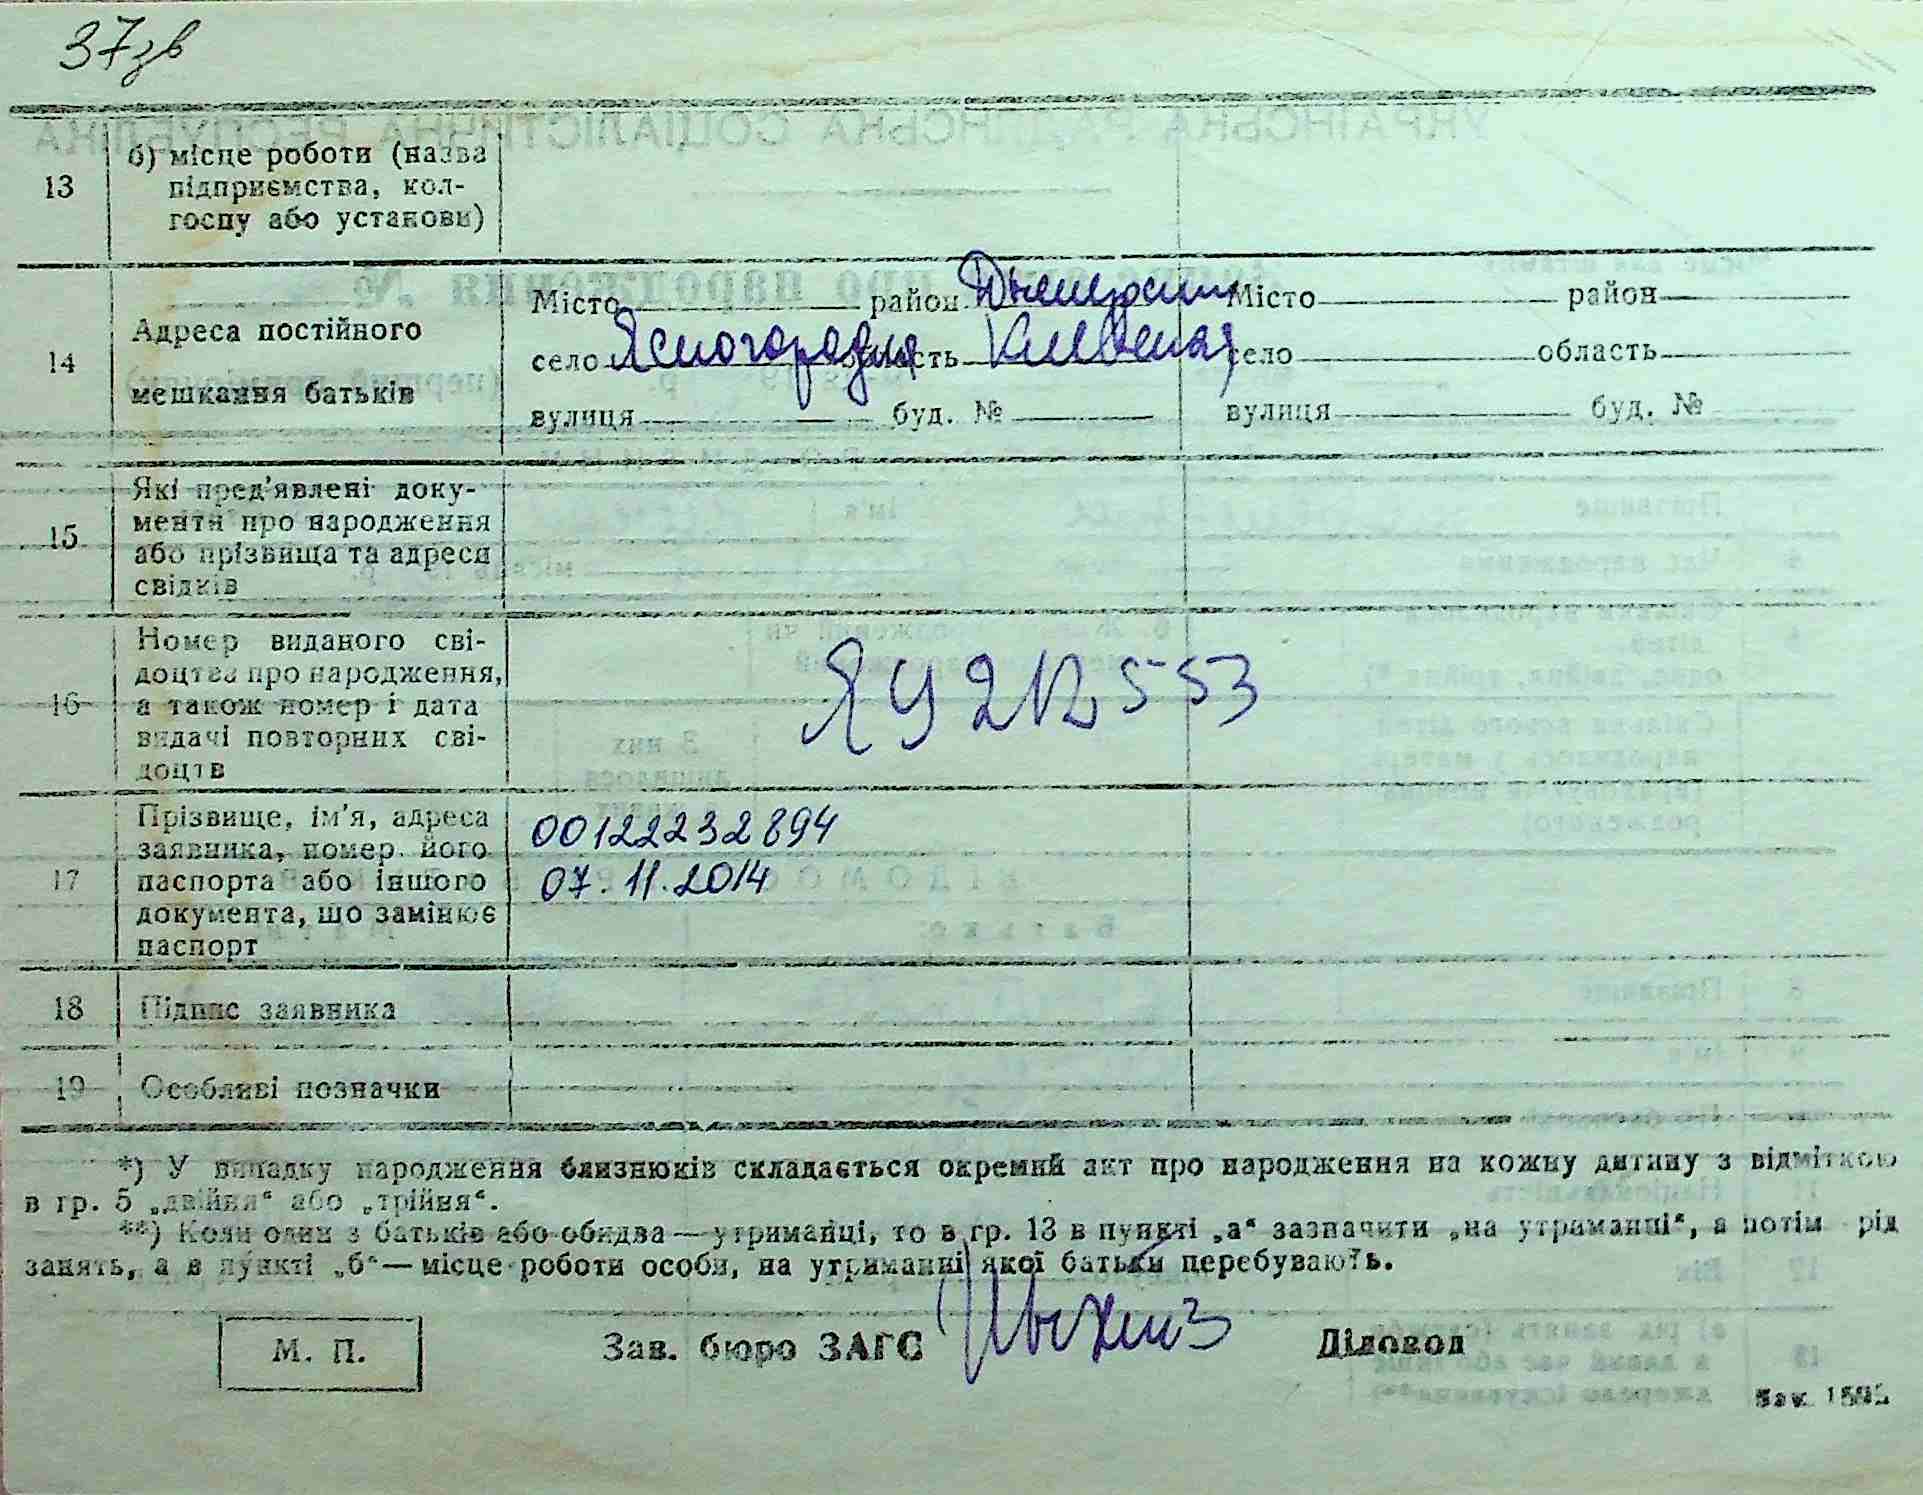 37зв
13
б) місце роботи (назва
підприємства, кол-
госпу або установи)
14
Адреса постійного
мешкання батьків
Місто район
село Ясногородка область Киевская
вулиця буд. №
Місто район
село область
вулиця буд. №
15
Які пред'явлені доку-
менти про народження
або прізвища та адреси
свідків
16
Номер виданого сві-
доцтва про народження,
а також номер і дата
видачі повторних сві-
доцтв
ЯУ 212553
17
Прізвище, ім'я, адреса
заявника, номер його
паспорта або іншого
документа, що замінює
паспорт
00122232894
07.11.2014
18
Підпис заявника
19
Особливі позначки
*) У випадку народження близнюків складається окремий акт про народження на кожну дитину з відміткою
в гр. 5 „двійня“ або „трійня“.
**) Коли один з батьків або обидва — утриманці, то в гр. 13 в пункті „а“ зазначити „на утриманні“, а потім рід
занять, а в пункті „б“ — місце роботи особи, на утриманні якої батьки перебувають.
М. П.
Зав. бюро ЗАГС
Діловод
Зак.